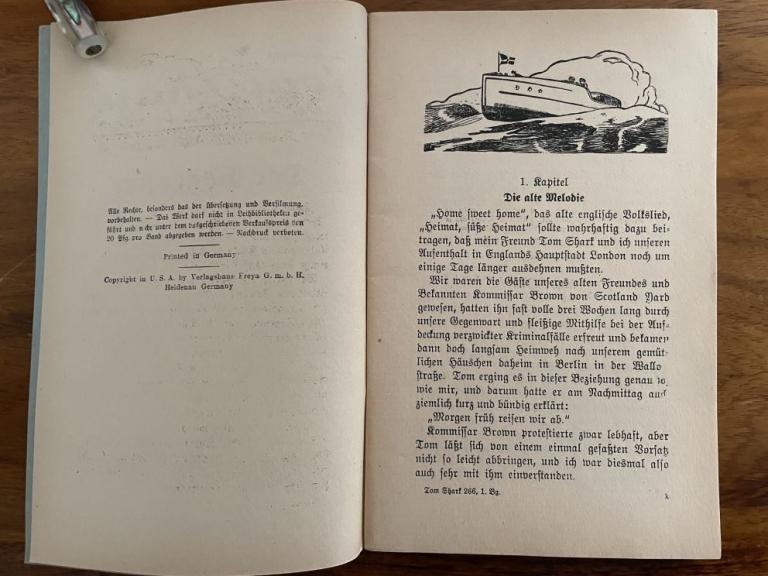 Alle Rechte, besonders das der Übersetzung und Verfilmung,
vorbehalten. — Das Werk darf nicht in Leihbibliotheken ge-
führt und nicht unter dem vorgeschriebenen Verkaufspreis von
20 Pfg. pro Band abgegeben werden. — Nachdruck verboten.
Printed in Germany
Copyright in U. S. A. by Verlagshaus Freya G. m. b. H.
Heidenau Germany
1. Kapitel
Die alte Melodie
„Home sweet home“, das alte englische Volkslied,
„Heimat, süße Heimat“ sollte wahrhaftig dazu bei-
tragen, daß mein Freund Tom Shark und ich unseren
Aufenthalt in Englands Hauptstadt London noch um
einige Tage länger ausdehnen mußten.
Wir waren die Gäste unseres alten Freundes und
Bekannten Kommissar Brown von Scotland Yard
gewesen, hatten ihn fast volle drei Wochen lang durch
unsere Gegenwart und fleißige Mithilfe bei der Auf-
deckung verzwickter Kriminalfälle erfreut und bekamen
dann doch langsam Heimweh nach unserem gemüt-
lichen Häuschen daheim in Berlin in der Wallo
straße. Tom erging es in dieser Beziehung genau so
wie mir, und darum hatte er am Nachmittag auch
ziemlich kurz und bündig erklärt:
„Morgen früh reisen wir ab.“
Kommissar Brown protestierte zwar lebhaft, aber
Tom läßt sich von einem einmal gefaßten Vorsatz
nicht so leicht abbringen, und ich war diesmal also
auch sehr mit ihm einverstanden.
Tom Shark 266, 1. Bg.